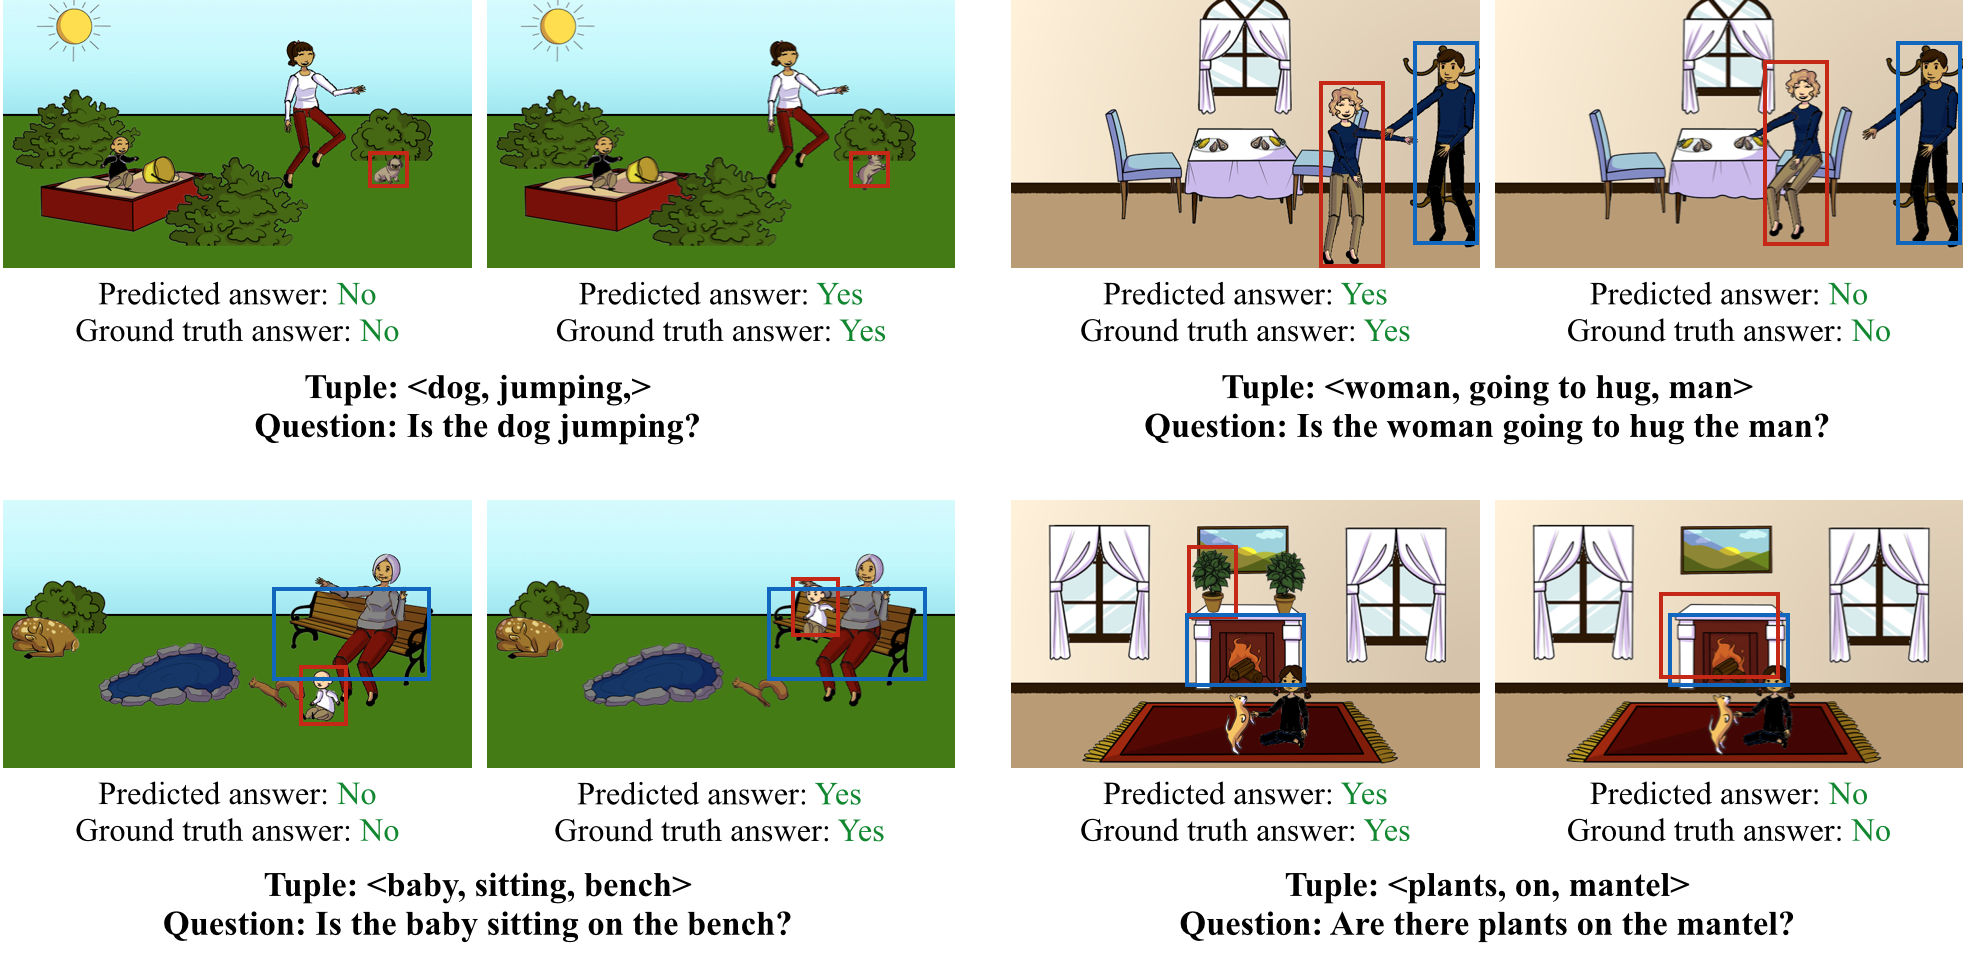 Predicted answer: No
Ground truth answer: No
Predicted answer: Yes
Ground truth answer: Yes
Tuple: <dog, jumping,>
Question: Is the dog jumping?
Predicted answer: Yes
Ground truth answer: Yes
Predicted answer: No
Ground truth answer: No
Tuple: <woman, going to hug, man>
Question: Is the woman going to hug the man?
Predicted answer: No
Ground truth answer: No
Predicted answer: Yes
Ground truth answer: Yes
Tuple: <baby, sitting, bench>
Question: Is the baby sitting on the bench?
Predicted answer: Yes
Ground truth answer: Yes
Predicted answer: No
Ground truth answer: No
Tuple: <plants, on, mantel>
Question: Are there plants on the mantel?